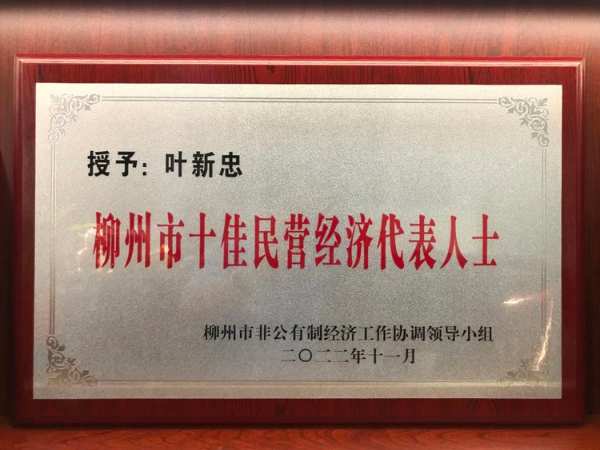 授予：叶新忠
柳州市十佳民营经济代表人士
柳州市非公有制经济工作协调领导小组
二〇二二年十一月